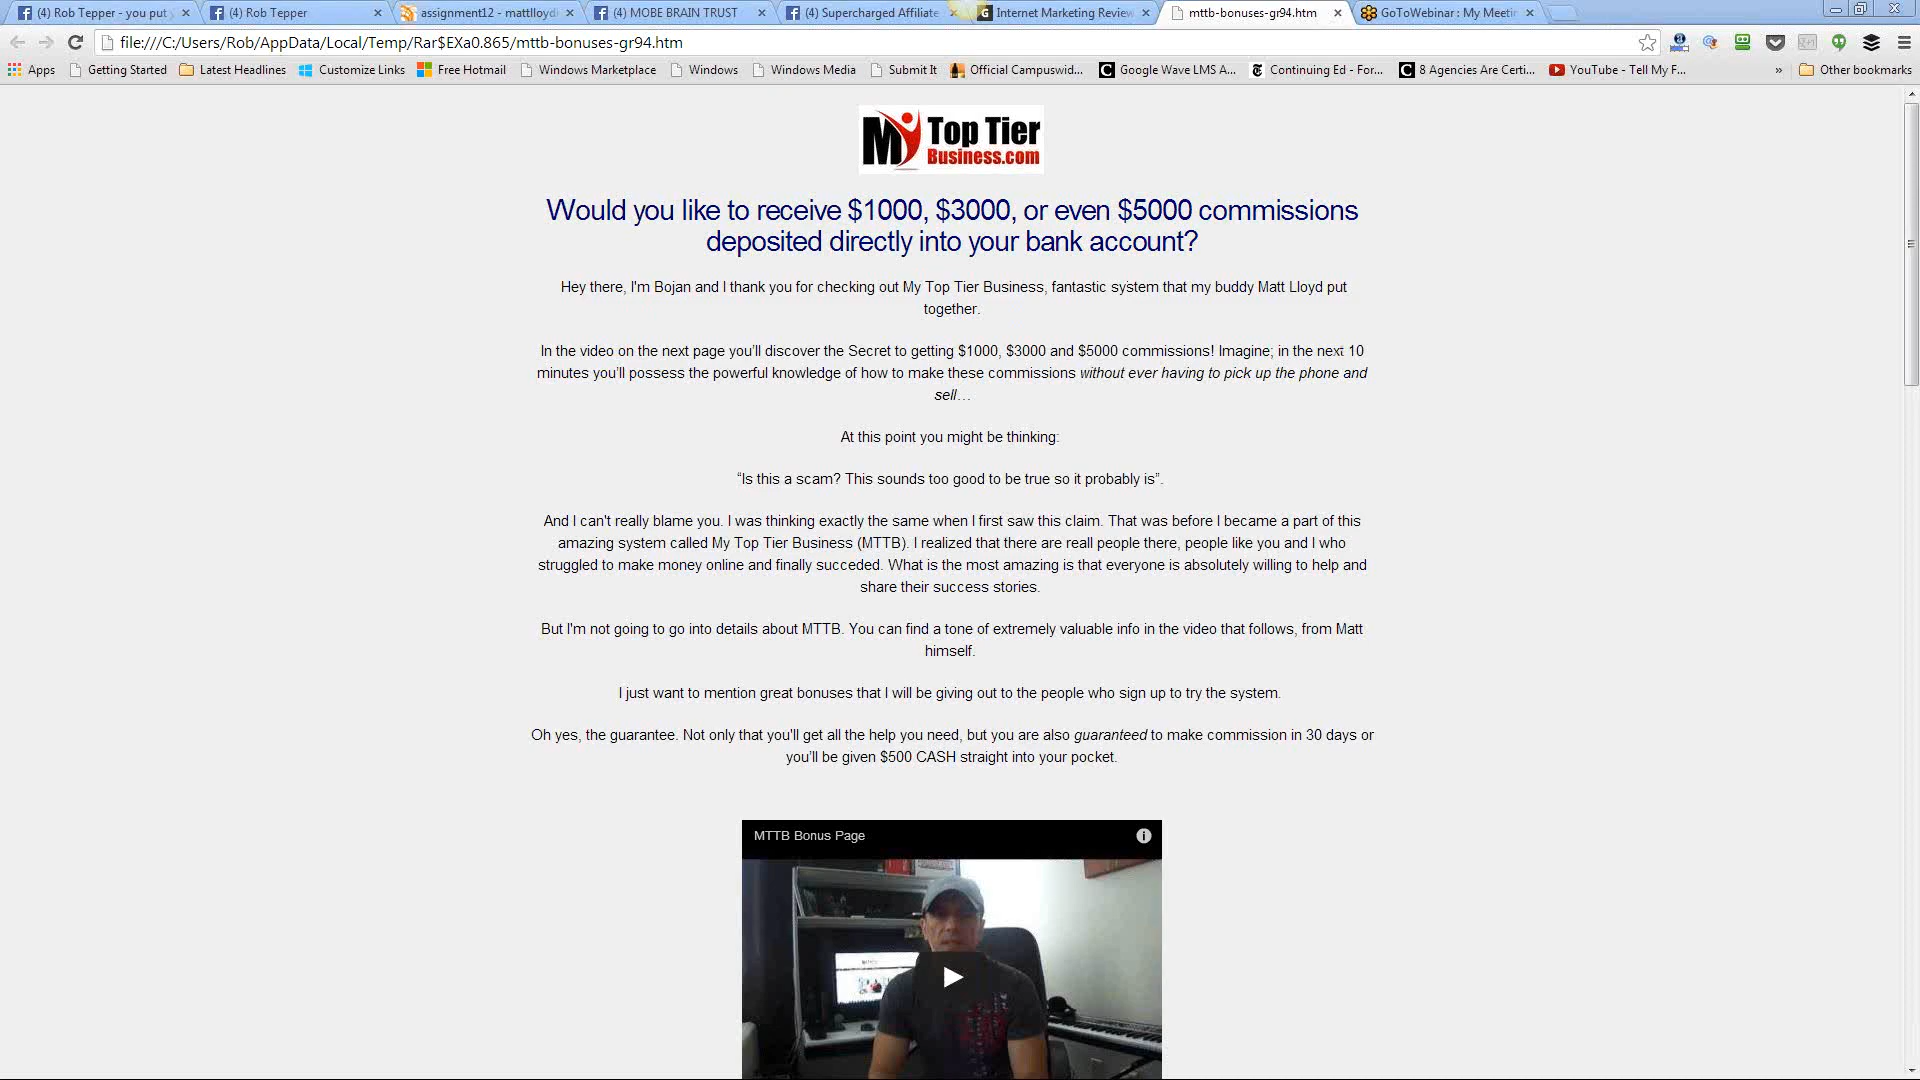 (4) Rob Tepper - you put
(4) Rob Tepper
assignment12 - mattlloyd
(4) MOBE BRAIN TRUST
(4) Supercharged Affiliate
Internet Marketing Review
mttb-bonuses-gr94.htm
GoToWebinar : My Meeti
file:///C:/Users/Rob/AppData/Local/Temp/Rar$EXa0.865/mttb-bonuses-gr94.htm
Apps
Getting Started
Latest Headlines
Customize Links
Free Hotmail
Windows Marketplace
Windows
Windows Media
Submit It
Official Campuswid...
Google Wave LMS A...
Continuing Ed - For...
8 Agencies Are Certi...
YouTube - Tell My F...
»
Other bookmarks
My Top Tier
Business.com
Would you like to receive $1000, $3000, or even $5000 commissions
deposited directly into your bank account?
Hey there, I'm Bojan and I thank you for checking out My Top Tier Business, fantastic system that my buddy Matt Lloyd put
together.
In the video on the next page you’ll discover the Secret to getting $1000, $3000 and $5000 commissions! Imagine; in the next 10
minutes you’ll possess the powerful knowledge of how to make these commissions without ever having to pick up the phone and
sell…
At this point you might be thinking:
“Is this a scam? This sounds too good to be true so it probably is”.
And I can't really blame you. I was thinking exactly the same when I first saw this claim. That was before I became a part of this
amazing system called My Top Tier Business (MTTB). I realized that there are reall people there, people like you and I who
struggled to make money online and finally succeded. What is the most amazing is that everyone is absolutely willing to help and
share their success stories.
But I'm not going to go into details about MTTB. You can find a tone of extremely valuable info in the video that follows, from Matt
himself.
I just want to mention great bonuses that I will be giving out to the people who sign up to try the system.
Oh yes, the guarantee. Not only that you'll get all the help you need, but you are also guaranteed to make commission in 30 days or
you’ll be given $500 CASH straight into your pocket.
MTTB Bonus Page